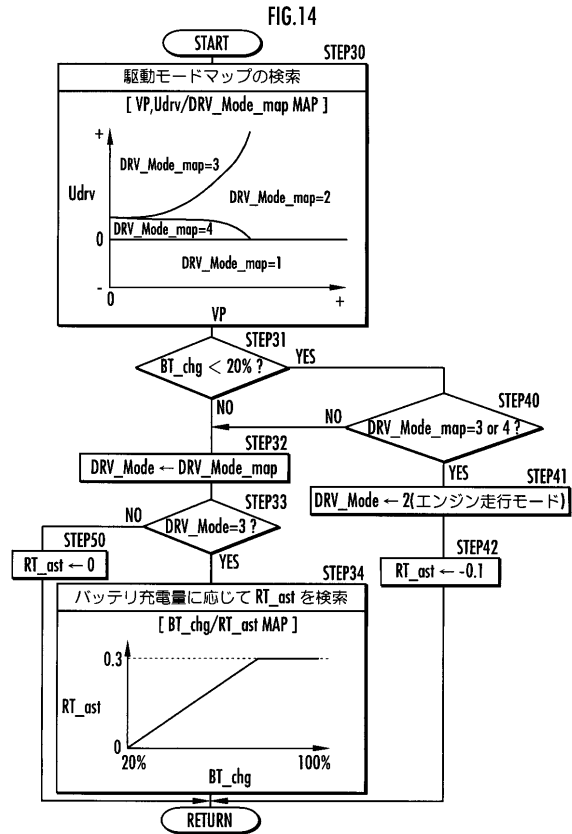 FIG.14
START
STEP30
駆動モードマップの検索
[ VP,Udrv/DRV_Mode_map MAP ]
+
DRV_Mode_map=3
Udrv
DRV_Mode_map=2
DRV_Mode_map=4
0
DRV_Mode_map=1
-
0
+
VP
STEP31
BT_chg < 20% ?
YES
NO
STEP40
DRV_Mode_map=3 or 4 ?
NO
YES
STEP32
DRV_Mode ← DRV_Mode_map
STEP41
DRV_Mode ← 2(エンジン走行モード)
STEP33
DRV_Mode=3 ?
NO
YES
STEP50
RT_ast ← 0
STEP42
RT_ast ← -0.1
STEP34
バッテリ充電量に応じて RT_ast を検索
[ BT_chg/RT_ast MAP ]
0.3
RT_ast
0
20%
100%
BT_chg
RETURN